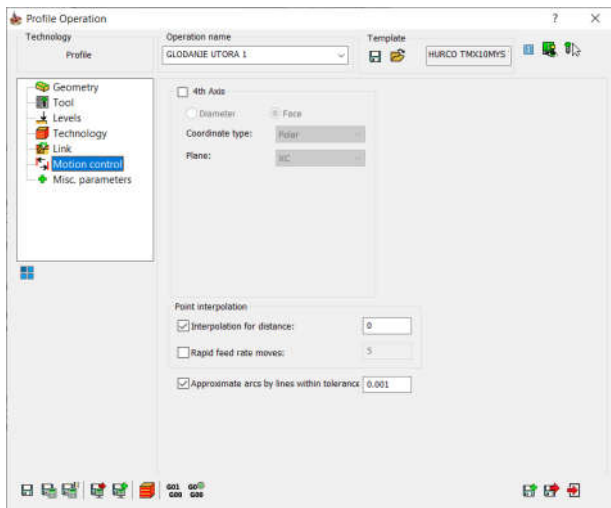 Profile Operation
?
Technology
Profile
Operation name
GLODANJE UTORA 1
Template
HURCO TMX10MYS
Geometry
Tool
Levels
Technology
Link
Motion control
Misc. parameters
4th Axis
Diameter
Face
Coordinate type:
Polar
Plane:
XC
Point interpolation
Interpolation for distance:
0
Rapid feed rate moves:
5
Approximate arcs by lines within tolerance
0.001
G01
G00
G0
G00